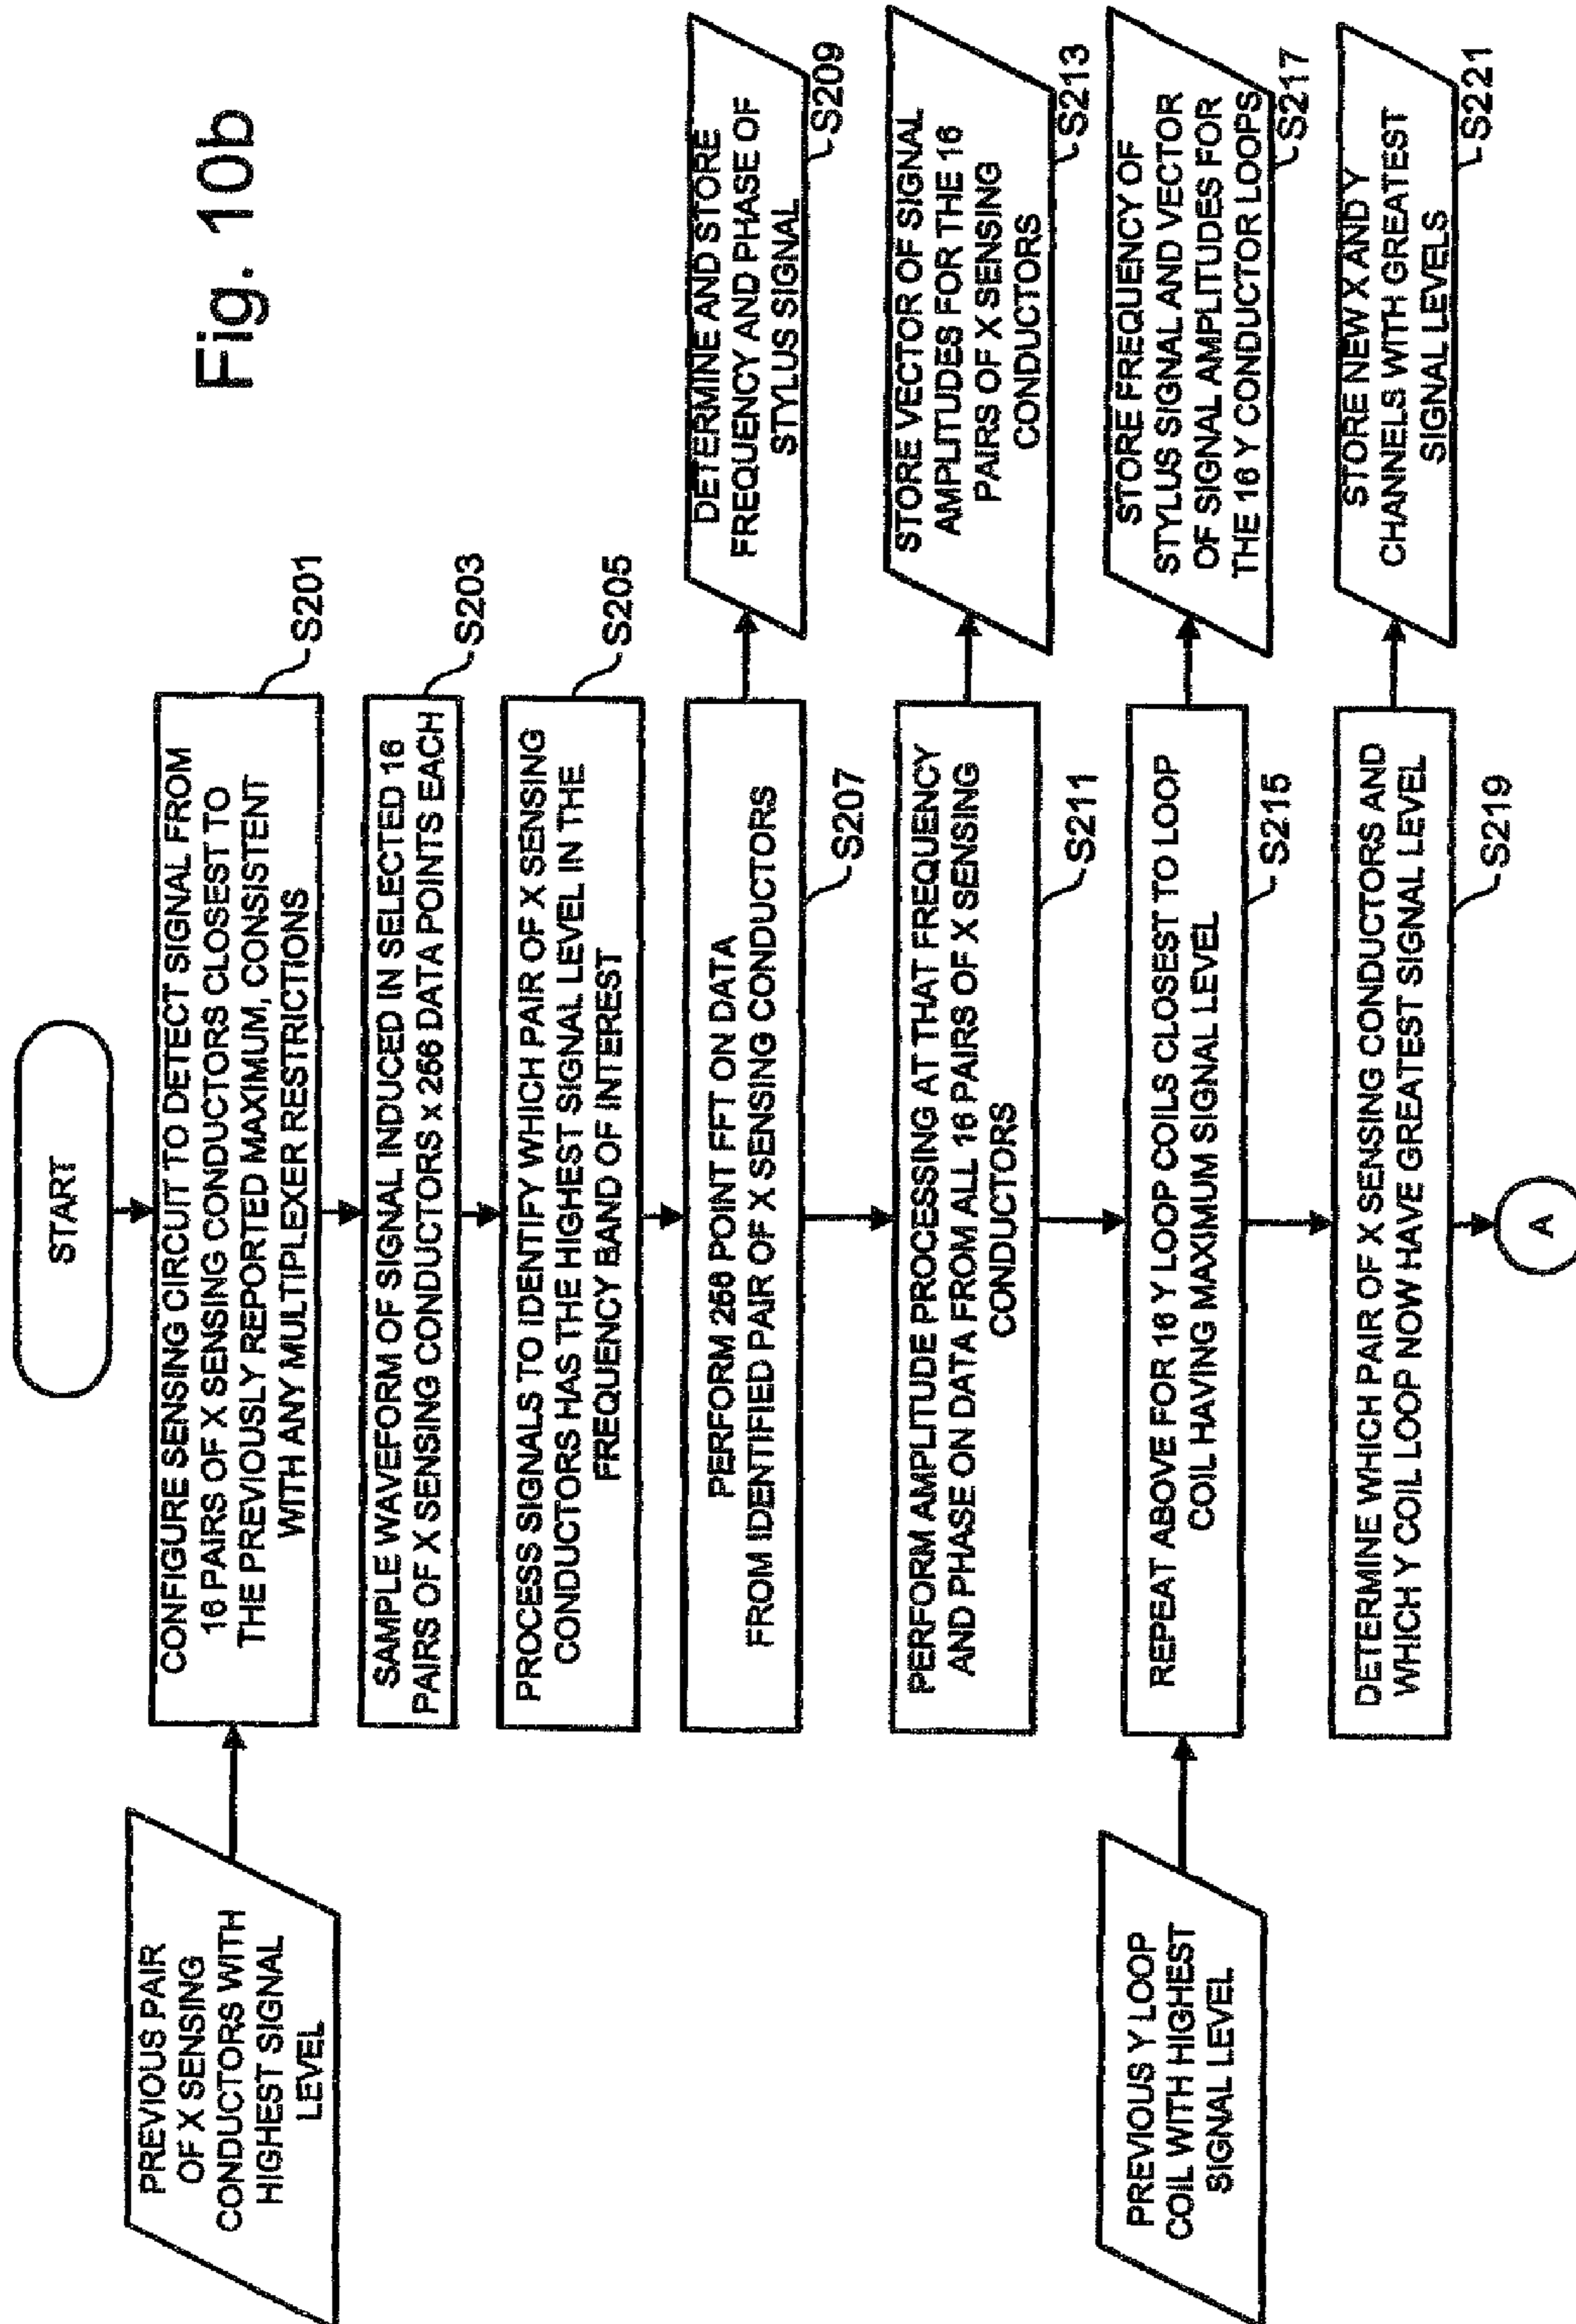 Fig. 10b
START
PREVIOUS PAIR
OF X SENSING
CONDUCTORS WITH
HIGHEST SIGNAL
LEVEL
CONFIGURE SENSING CIRCUIT TO DETECT SIGNAL FROM
16 PAIRS OF X SENSING CONDUCTORS CLOSEST TO
THE PREVIOUSLY REPORTED MAXIMUM, CONSISTENT
WITH ANY MULTIPLEXER RESTRICTIONS
S201
SAMPLE WAVEFORM OF SIGNAL INDUCED IN SELECTED 16
PAIRS OF X SENSING CONDUCTORS x 256 DATA POINTS EACH
S203
PROCESS SIGNALS TO IDENTIFY WHICH PAIR OF X SENSING
CONDUCTORS HAS THE HIGHEST SIGNAL LEVEL IN THE
FREQUENCY BAND OF INTEREST
S205
PERFORM 256 POINT FFT ON DATA
FROM IDENTIFIED PAIR OF X SENSING CONDUCTORS
S207
DETERMINE AND STORE
FREQUENCY AND PHASE OF
STYLUS SIGNAL
S209
PERFORM AMPLITUDE PROCESSING AT THAT FREQUENCY
AND PHASE ON DATA FROM ALL 16 PAIRS OF X SENSING
CONDUCTORS
S211
STORE VECTOR OF SIGNAL
AMPLITUDES FOR THE 16
PAIRS OF X SENSING
CONDUCTORS
S213
PREVIOUS Y LOOP
COIL WITH HIGHEST
SIGNAL LEVEL
REPEAT ABOVE FOR 16 Y LOOP COILS CLOSEST TO LOOP
COIL HAVING MAXIMUM SIGNAL LEVEL
S215
STORE FREQUENCY OF
STYLUS SIGNAL AND VECTOR
OF SIGNAL AMPLITUDES FOR
THE 16 Y CONDUCTOR LOOPS
S217
DETERMINE WHICH PAIR OF X SENSING CONDUCTORS AND
WHICH Y COIL LOOP NOW HAVE GREATEST SIGNAL LEVEL
S219
STORE NEW X AND Y
CHANNELS WITH GREATEST
SIGNAL LEVELS
S221
A